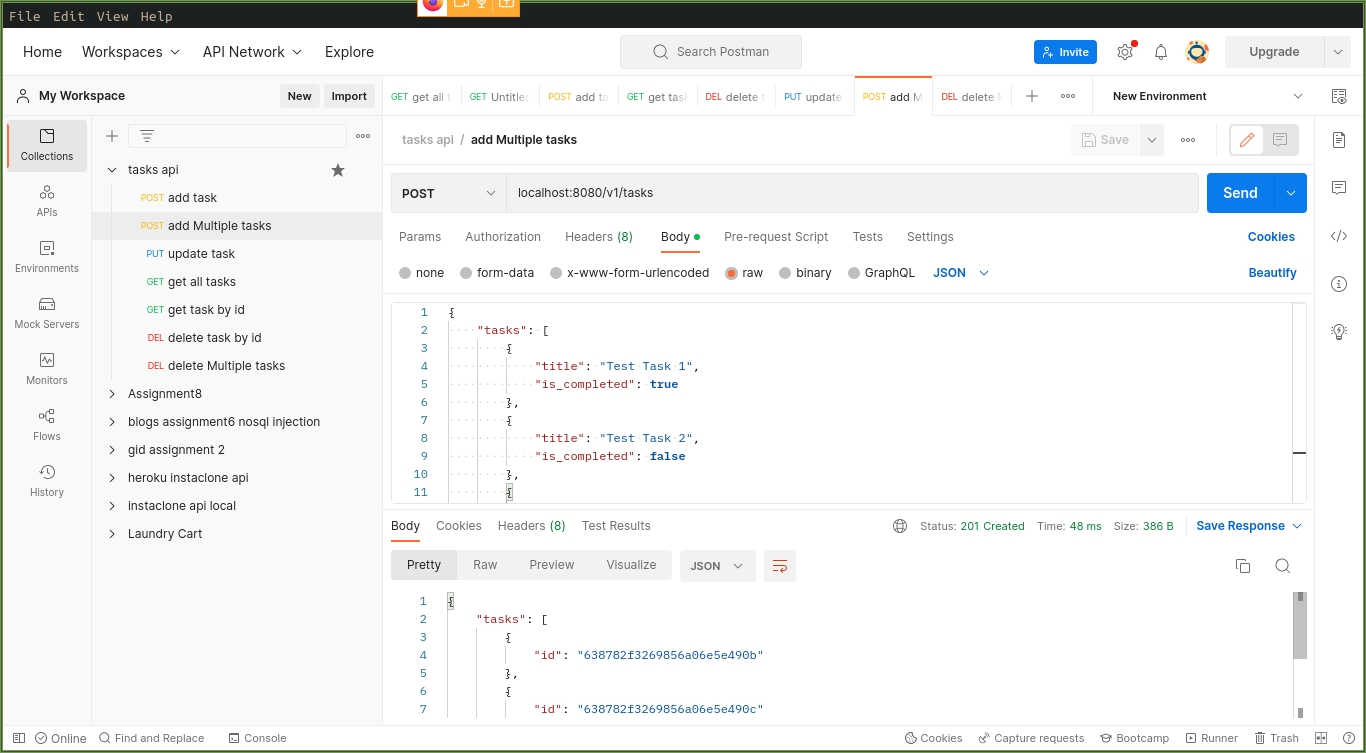 File Edit View Help
Home Workspaces API Network Explore Search Postman Invite Upgrade
My Workspace New Import
GET get all GET Untitle POST add ta GET get tas DEL delete PUT update POST add M DEL delete New Environment
Collections
APIs
Environments
Mock Servers
Monitors
Flows
History
tasks api
POST add task
POST add Multiple tasks
PUT update task
GET get all tasks
GET get task by id
DEL delete task by id
DEL delete Multiple tasks
Assignment8
blogs assignment6 nosql injection
gid assignment 2
heroku instaclone api
instaclone api local
Laundry Cart
tasks api / add Multiple tasks Save
POST localhost:8080/v1/tasks Send
Params Authorization Headers (8) Body Pre-request Script Tests Settings Cookies
none form-data x-www-form-urlencoded raw binary GraphQL JSON Beautify
1 {
2 "tasks": [
3 {
4 "title": "Test Task 1",
5 "is_completed": true
6 },
7 {
8 "title": "Test Task 2",
9 "is_completed": false
10 },
11 {
Body Cookies Headers (8) Test Results Status: 201 Created Time: 48 ms Size: 386 B Save Response
Pretty Raw Preview Visualize JSON
1 {
2 "tasks": [
3 {
4 "id": "638782f3269856a06e5e490b"
5 },
6 {
7 "id": "638782f3269856a06e5e490c"
Online Find and Replace Console Cookies Capture requests Bootcamp Runner Trash